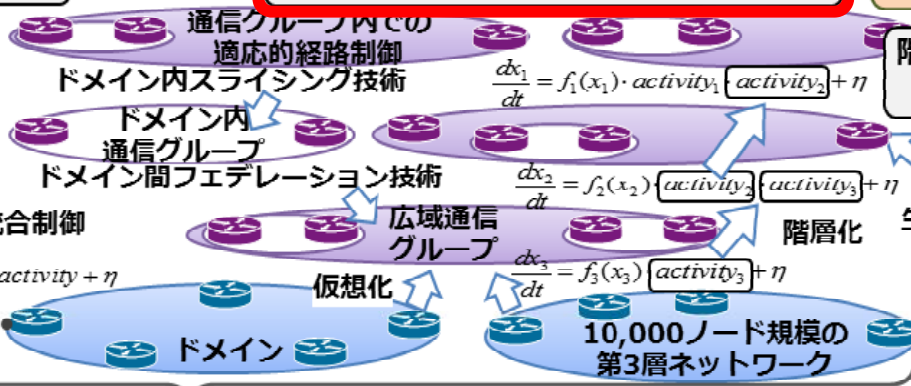 通信グループ内での
適応的経路制御
ドメイン内スライシング技術
dx₁/dt = f₁(x₁)· activity₁ · activity₂ + η
階
ドメイン内
通信グループ
ドメイン間フェデレーション技術
dx₂/dt = f₂(x₂)· activity₂ · activity₃ + η
合制御
広域通信
グループ
階層化
activity + η
仮想化
dx₃/dt = f₃(x₃)· activity₃ + η
ドメイン
10,000ノード規模の
第3層ネットワーク